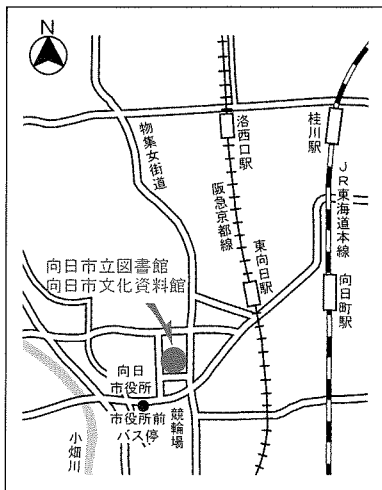 N
物集女街道
洛西口駅
阪急京都線
桂川駅
JR東海道本線
東向日駅
向日町駅
向日市立図書館
向日市文化資料館
向日
市役所
市役所前
バス停
競輪場
小畑川